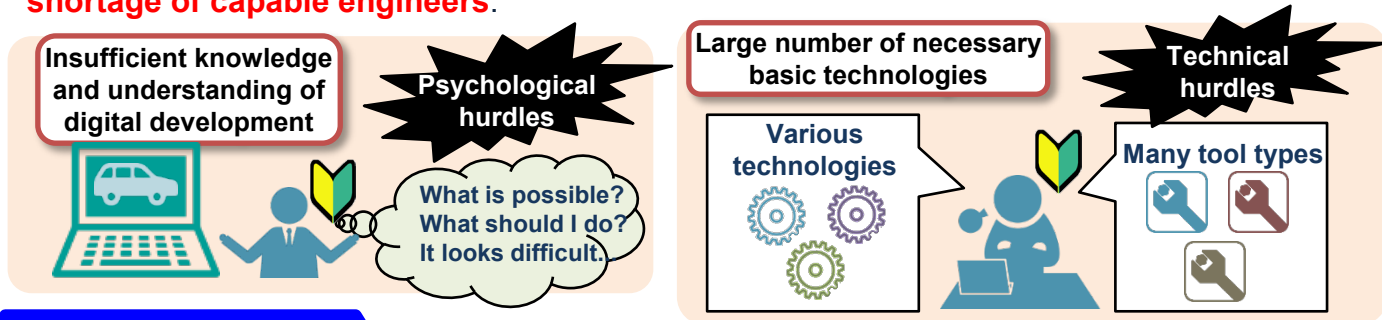 shortage of capable engineers.
Insufficient knowledge
and understanding of
digital development
Psychological
hurdles
What is possible?
What should I do?
It looks difficult..
Large number of necessary
basic technologies
Technical
hurdles
Various
technologies
Many tool types